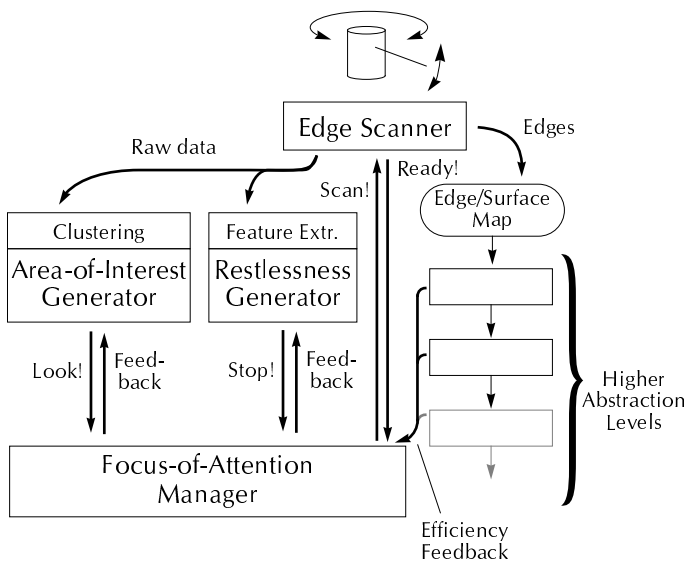 Edge Scanner
Edges
Raw data
Ready!
Scan!
Edge/Surface
Map
Clustering
Area-of-Interest
Generator
Feature Extr.
Restlessness
Generator
Look!
Feed-
back
Stop!
Feed-
back
Higher
Abstraction
Levels
Focus-of-Attention
Manager
Efficiency
Feedback